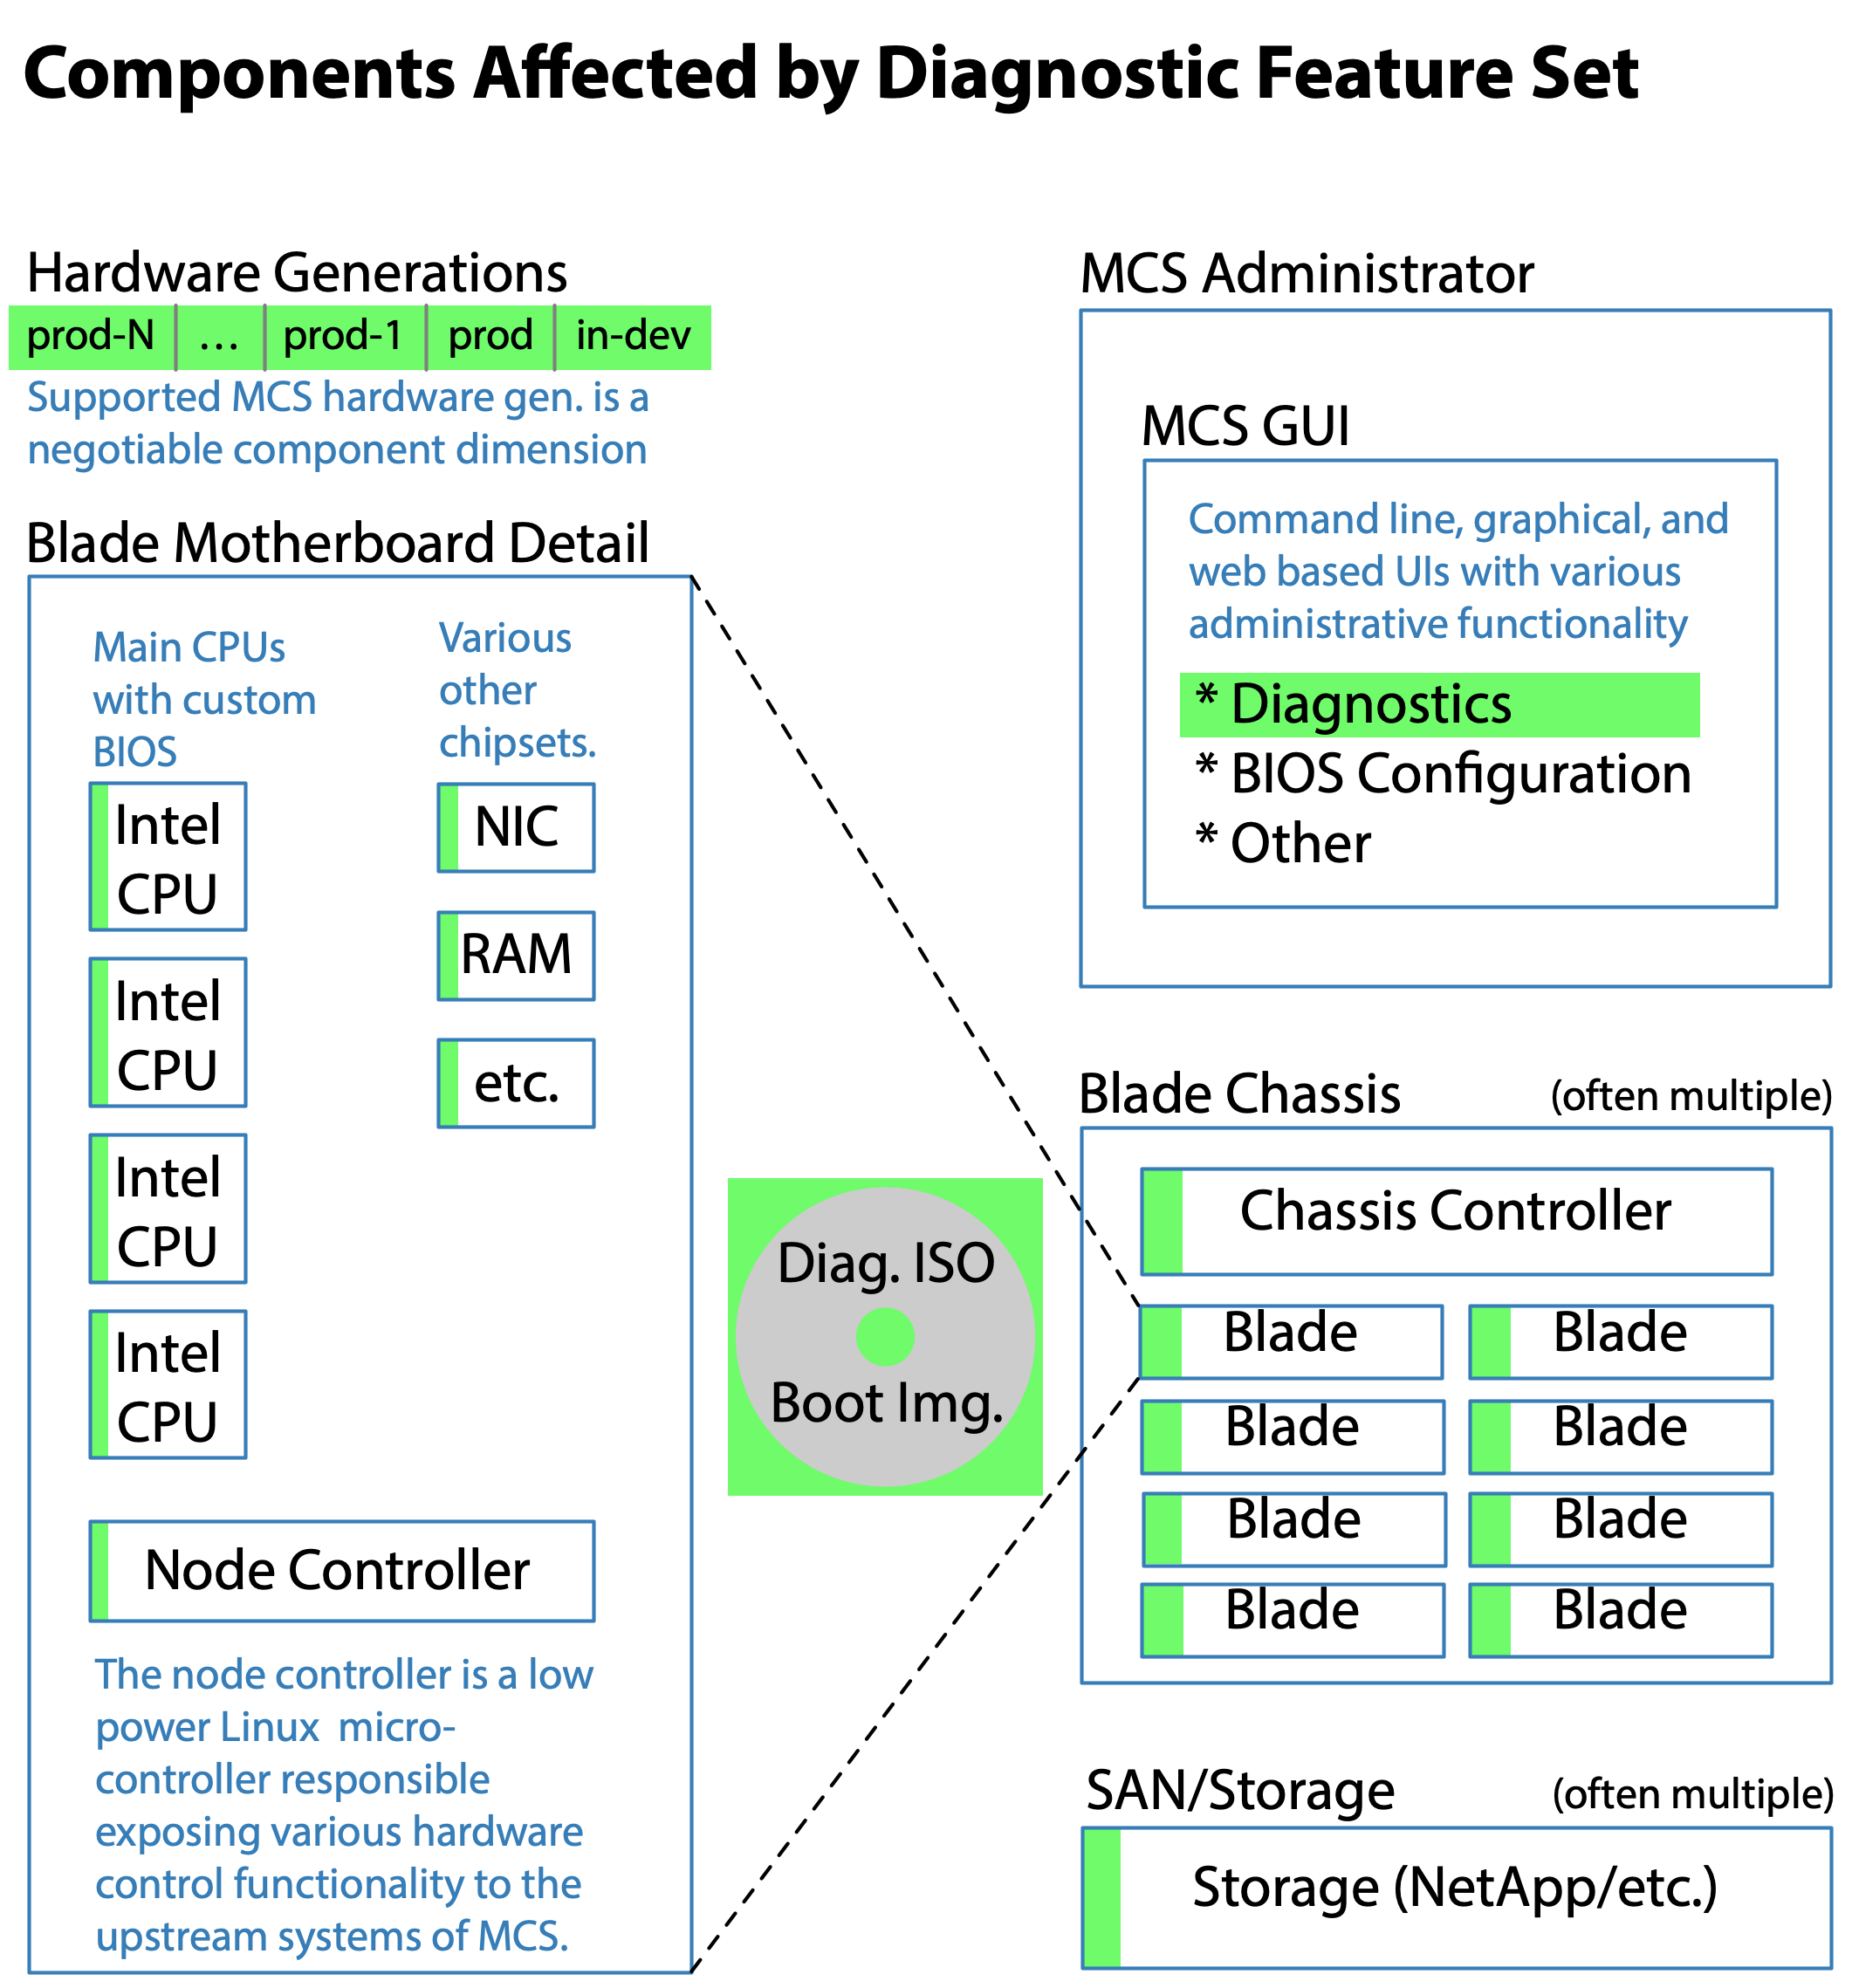 Components Affected by Diagnostic Feature Set
Hardware Generations
prod-N … prod-1 prod in-dev
Supported MCS hardware gen. is a
negotiable component dimension
Blade Motherboard Detail
Main CPUs
with custom
BIOS
Intel
CPU
Intel
CPU
Intel
CPU
Intel
CPU
Various
other
chipsets.
NIC
RAM
etc.
Node Controller
The node controller is a low
power Linux micro-
controller responsible
exposing various hardware
control functionality to the
upstream systems of MCS.
Diag. ISO
Boot Img.
MCS Administrator
MCS GUI
Command line, graphical, and
web based UIs with various
administrative functionality
* Diagnostics
* BIOS Configuration
* Other
Blade Chassis (often multiple)
Chassis Controller
Blade Blade
Blade Blade
Blade Blade
Blade Blade
SAN/Storage (often multiple)
Storage (NetApp/etc.)